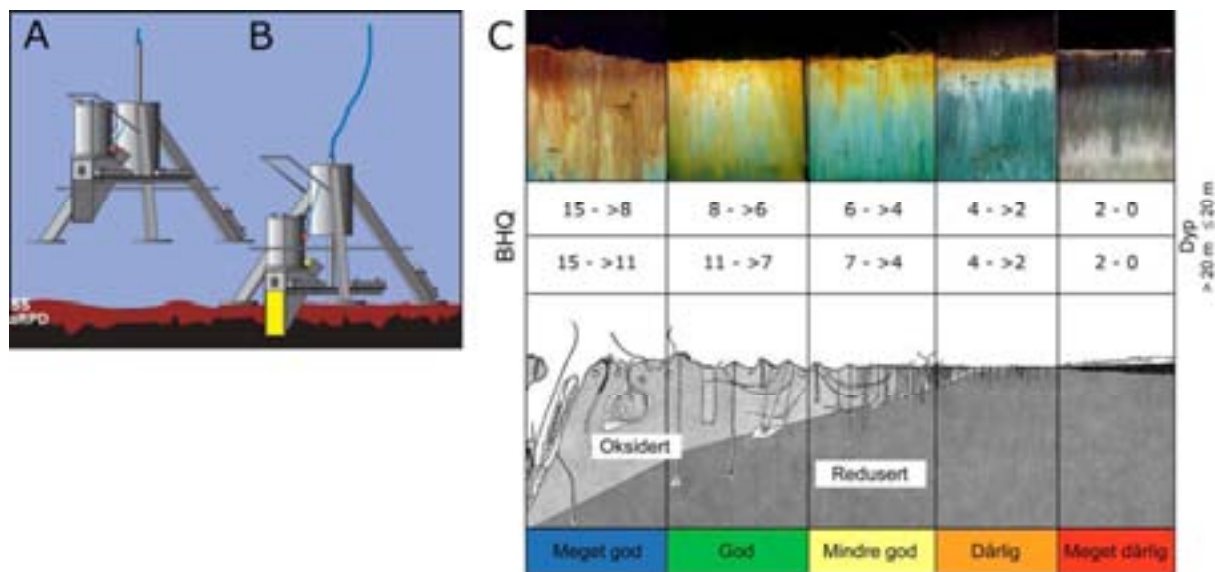 A
B
SS
aRPD
C
BHQ
15 - >8
8 - >6
6 - >4
4 - >2
2 - 0
15 - >11
11 - >7
7 - >4
4 - >2
2 - 0
Dyp
> 20 m ≤ 20 m
Oksidert
Redusert
Meget god
God
Mindre god
Dårlig
Meget dårlig